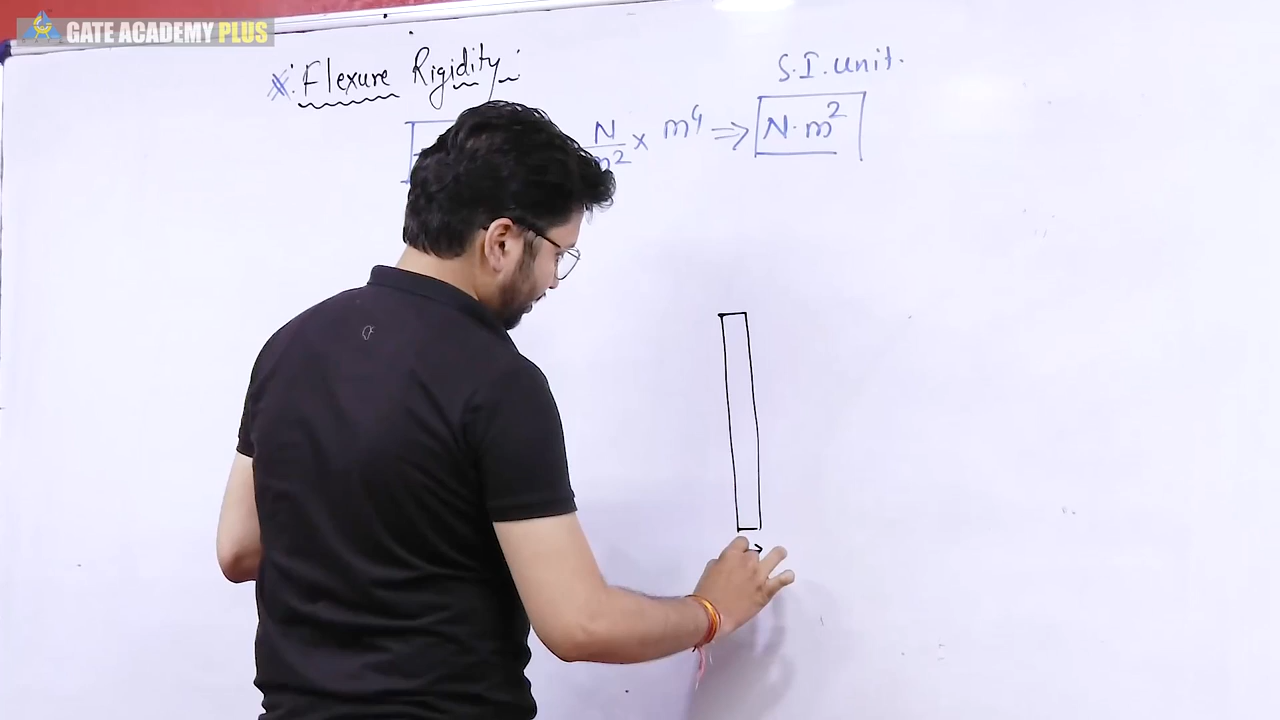 GATE ACADEMY PLUS
Flexure Rigidity :
S.I. unit.
N/m² × m⁴ ⇒ N·m²